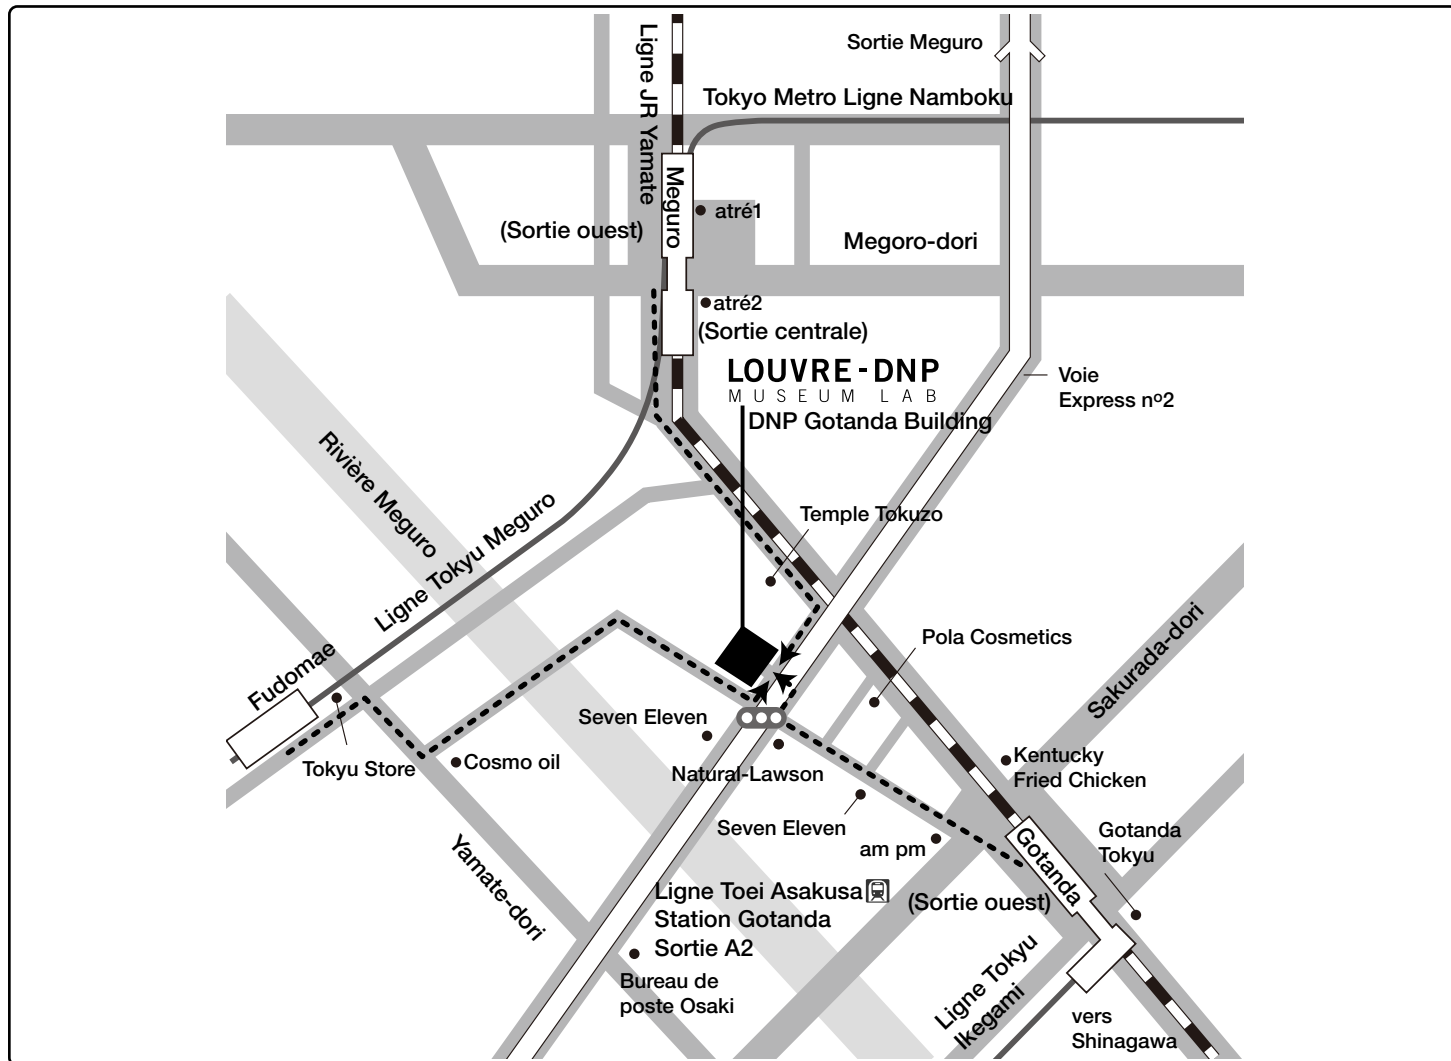 Sortie Meguro
Ligne JR Yamate
Tokyo Metro Ligne Namboku
Meguro
atré1
(Sortie ouest)
Megoro-dori
atré2
(Sortie centrale)
LOUVRE-DNP
MUSEUM LAB
DNP Gotanda Building
Voie
Express nº2
Rivière Meguro
Ligne Tokyu Meguro
Temple Tokuzo
Fudomae
Pola Cosmetics
Sakurada-dori
Seven Eleven
Tokyu Store
Cosmo oil
Natural-Lawson
Kentucky
Fried Chicken
Seven Eleven
am pm
Gotanda
Gotanda
Tokyu
Yamate-dori
Ligne Toei Asakusa
Station Gotanda
Sortie A2
(Sortie ouest)
Bureau de
poste Osaki
Ligne Tokyu
Ikegami
vers
Shinagawa